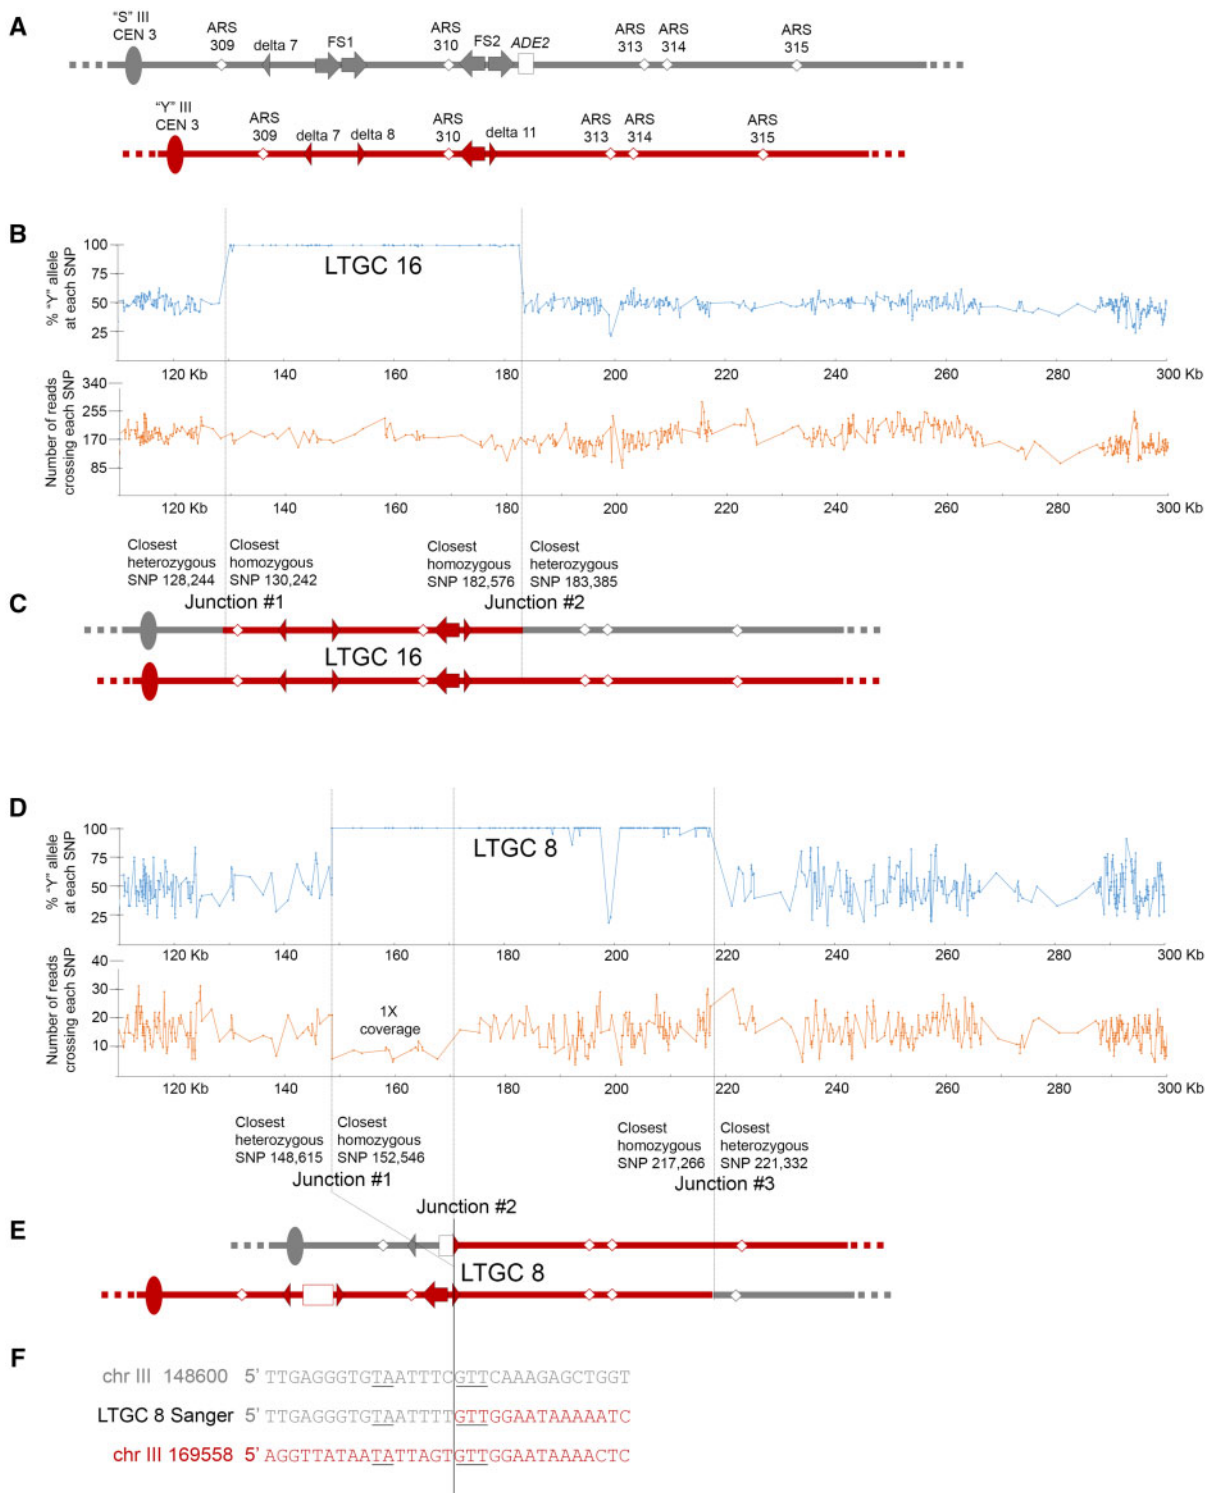 A
"S" III
CEN 3
ARS
309
delta 7
FS1
ARS
310
FS2
ADE2
ARS
313
ARS
314
ARS
315
"Y" III
CEN 3
ARS
309
delta 7
delta 8
ARS
310
delta 11
ARS
313
ARS
314
ARS
315
B
% "Y" allele
at each SNP
100
75
50
25
LTGC 16
120 Kb 140 160 180 200 220 240 260 280 300 Kb
Number of reads
crossing each SNP
340
255
170
85
120 Kb 140 160 180 200 220 240 260 280 300 Kb
Closest
heterozygous
SNP 128,244
Closest
homozygous
SNP 130,242
Closest
homozygous
SNP 182,576
Closest
heterozygous
SNP 183,385
C
Junction #1
Junction #2
LTGC 16
D
% "Y" allele
at each SNP
100
75
50
25
LTGC 8
120 Kb 140 160 180 200 220 240 260 280 300 Kb
Number of reads
crossing each SNP
40
30
20
10
1X
coverage
120 Kb 140 160 180 200 220 240 260 280 300 Kb
Closest
heterozygous
SNP 148,615
Closest
homozygous
SNP 152,546
Closest
homozygous
SNP 217,266
Closest
heterozygous
SNP 221,332
Junction #1
Junction #2
Junction #3
E
LTGC 8
F
chr III 148600 5' TTGAGGGTGTAATTTCGTTCAAAGAGCTGGT
LTGC 8 Sanger 5' TTGAGGGTGTAATTTTGTTGGAATAAAAATC
chr III 169558 5' AGGTTATAATATTAGTGTTGGAATAAAACTC